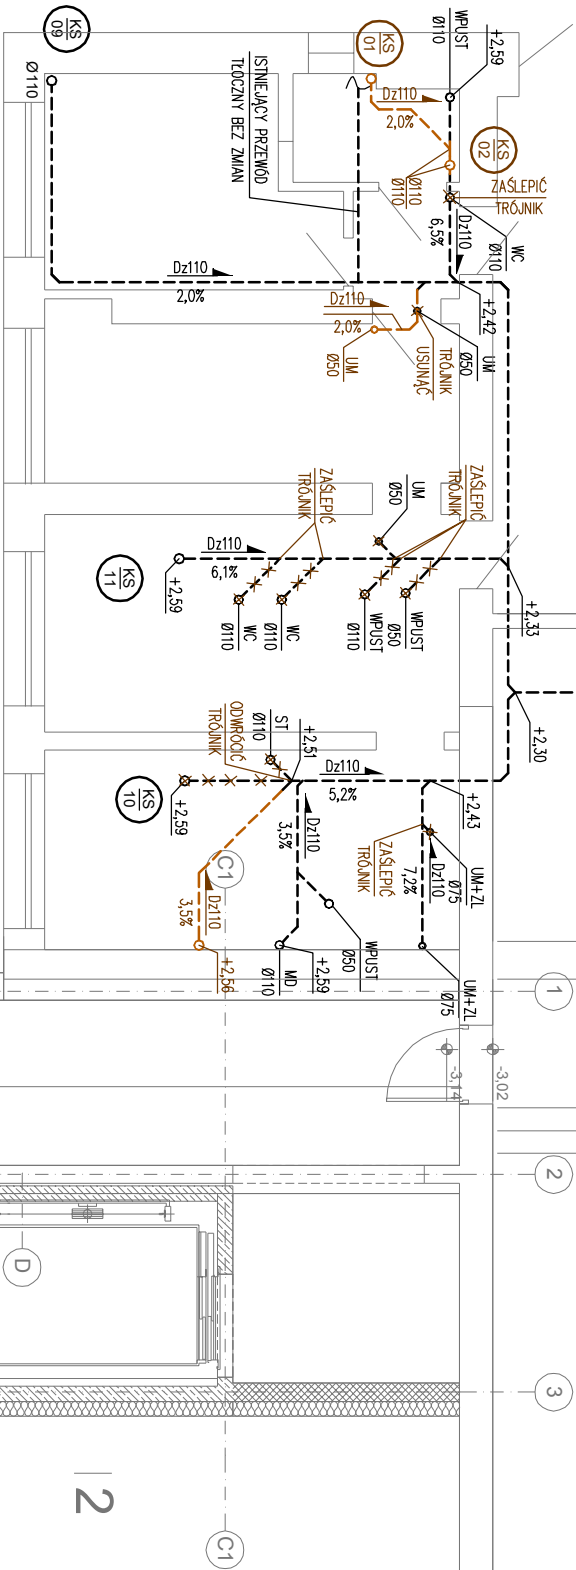 KS
09
Ø110
ISTNIEJĄCY PRZEWÓD
TŁOCZNY BEZ ZMIAN
KS
01
Dz110
2,0%
Ø110
Ø110
WPUST
Ø110
+2,59
KS
02
ZAŚLEPIĆ
TRÓJNIK
WC
Ø110
Dz110
6,5%
+2,42
Dz110
2,0%
Dz110
2,0%
UM
Ø50
TRÓJNIK
USUNĄĆ
UM
Ø50
ZAŚLEPIĆ
TRÓJNIK
ZAŚLEPIĆ
TRÓJNIK
UM
Ø50
KS
11
+2,59
Dz110
6,1%
WC
Ø110
WC
Ø110
WPUST
Ø110
WPUST
Ø50
+2,33
+2,30
ODWRÓCIĆ
TRÓJNIK
ST
Ø110
+2,51
Dz110
5,2%
+2,43
KS
10
+2,59
Dz110
3,5%
ZAŚLEPIĆ
TRÓJNIK
7,2%
Dz110
UM+ZL
Ø75
C1
Dz110
3,5%
+2,56
WPUST
Ø50
+2,59
MD
Ø110
UM+ZL
Ø75
1
-3,14
-3,02
2
D
3
2
C1